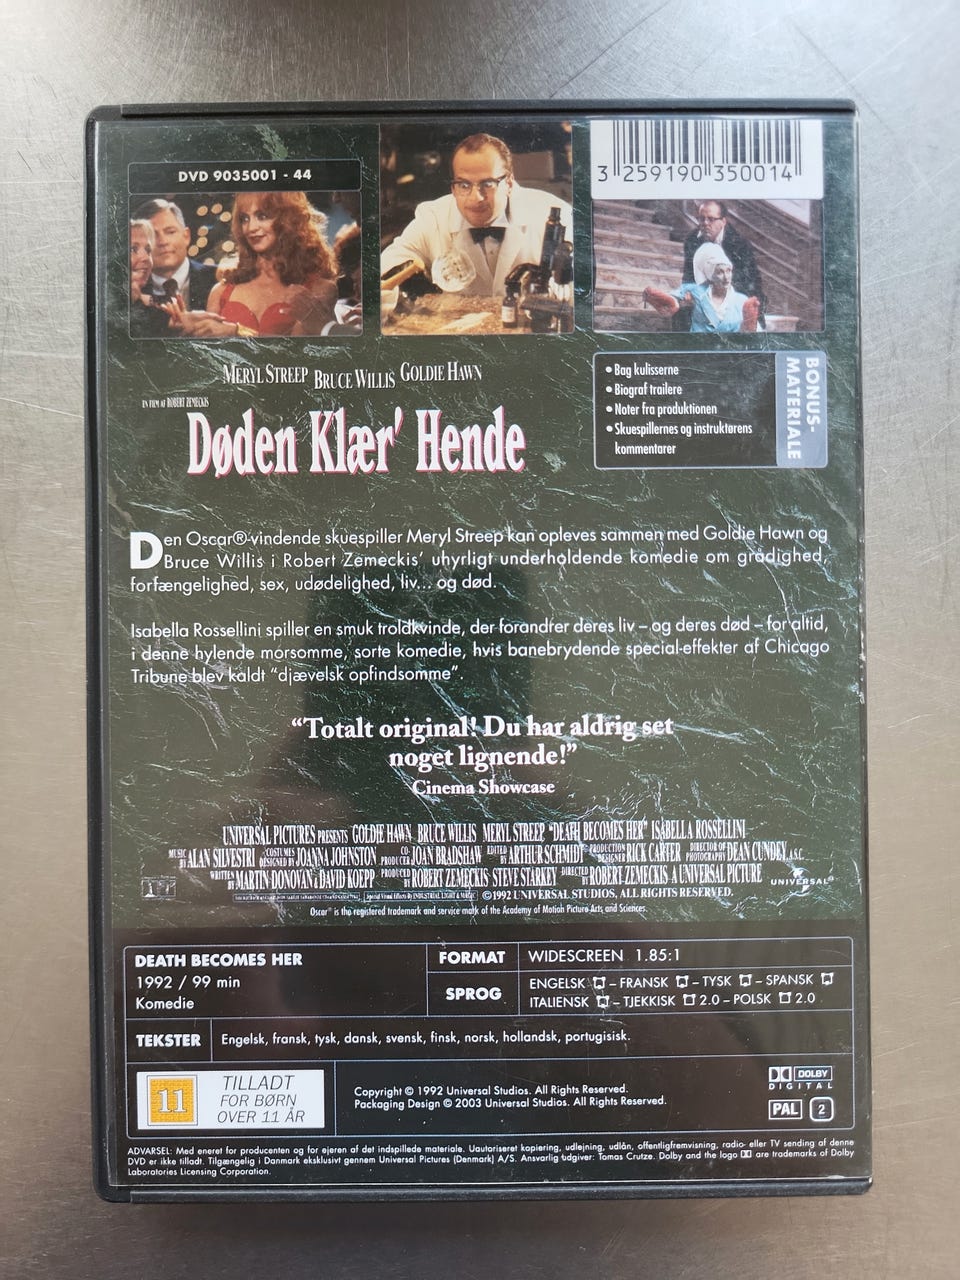 DVD 9035001 - 44
3 259190 350014
MERYL STREEP BRUCE WILLIS GOLDIE HAWN
EN FILM AF ROBERT ZEMECKIS
Døden Klær' Hende
• Bag kulisserne
• Biograf trailere
• Noter fra produktionen
• Skuespillernes og instruktørens
kommentarer
BONUS-
MATERIALE
Den Oscar®-vindende skuespiller Meryl Streep kan opleves sammen med Goldie Hawn og
Bruce Willis i Robert Zemeckis' uhyrligt underholdende komedie om grådighed,
forfængelighed, sex, udødelighed, liv... og død.
Isabella Rossellini spiller en smuk troldkvinde, der forandrer deres liv – og deres død – for altid,
i denne hylende morsomme, sorte komedie, hvis banebrydende special-effekter af Chicago
Tribune blev kaldt "djævelsk opfindsomme".
"Totalt original! Du har aldrig set
noget lignende!"
Cinema Showcase
UNIVERSAL PICTURES PRESENTS GOLDIE HAWN BRUCE WILLIS MERYL STREEP "DEATH BECOMES HER" ISABELLA ROSSELLINI
MUSIC BY ALAN SILVESTRI COSTUMES DESIGNED BY JOANNA JOHNSTON CO-PRODUCER JOAN BRADSHAW EDITED BY ARTHUR SCHMIDT PRODUCTION DESIGNER RICK CARTER DIRECTOR OF PHOTOGRAPHY DEAN CUNDEY, A.S.C.
WRITTEN BY MARTIN DONOVAN & DAVID KOEPP PRODUCED BY ROBERT ZEMECKIS STEVE STARKEY DIRECTED BY ROBERT ZEMECKIS A UNIVERSAL PICTURE
UNIVERSAL
Special Visual Effects by INDUSTRIAL LIGHT & MAGIC ©1992 UNIVERSAL STUDIOS. ALL RIGHTS RESERVED.
Oscar® is the registered trademark and service mark of the Academy of Motion Picture Arts and Sciences.
DEATH BECOMES HER
1992 / 99 min
Komedie
FORMAT WIDESCREEN 1.85:1
SPROG ENGELSK – FRANSK – TYSK – SPANSK
ITALIENSK – TJEKKISK 2.0 – POLSK 2.0
TEKSTER Engelsk, fransk, tysk, dansk, svensk, finsk, norsk, hollandsk, portugisisk.
11
TILLADT
FOR BØRN
OVER 11 ÅR
Copyright © 1992 Universal Studios. All Rights Reserved.
Packaging Design © 2003 Universal Studios. All Rights Reserved.
DOLBY
DIGITAL
PAL 2
ADVARSEL: Med eneret for producenten og for ejeren af det indspillede materiale. Uautoriseret kopiering, udlejning, udlån, offentligfremvisning, radio- eller TV sending af denne
DVD er ikke tilladt. Tilgængelig i Danmark eksklusivt gennem Universal Pictures (Denmark) A/S. Ansvarlig udgiver: Tomas Crutze. Dolby and the logo are trademarks of Dolby
Laboratories Licensing Corporation.